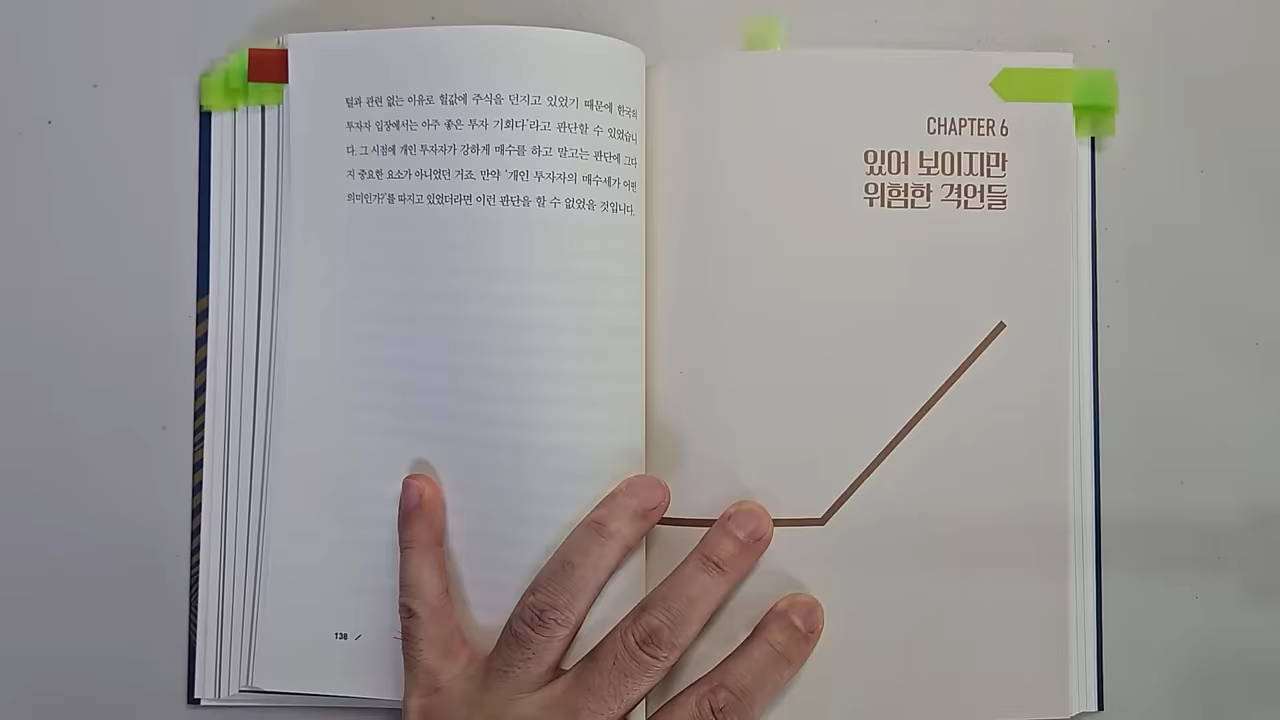 털과 관련 없는 이유로 헐값에 주식을 던지고 있었기 때문에 한국의
투자자 입장에서는 아주 좋은 투자 기회다'라고 판단할 수 있었습니
다. 그 시점에 개인 투자자가 강하게 매수를 하고 말고는 판단에 그다
지 중요한 요소가 아니었던 거죠. 만약 '개인 투자자의 매수세가 어떤
의미인가?'를 따지고 있었더라면 이런 판단을 할 수 없었을 것입니다.
138 /
CHAPTER 6
있어 보이지만
위험한 격언들